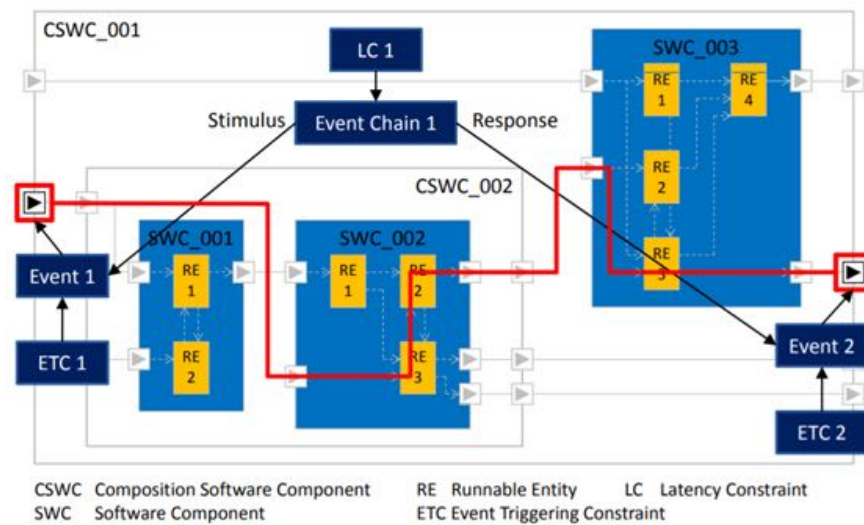 CSWC_001
LC 1
SWC_003
RE
1
RE
4
Stimulus
Event Chain 1
Response
RE
2
CSWC_002
SWC_001
SWC_002
RE
3
Event 1
RE
1
RE
1
RE
2
Event 2
ETC 1
RE
2
RE
3
ETC 2
CSWC Composition Software Component RE Runnable Entity LC Latency Constraint
SWC Software Component ETC Event Triggering Constraint